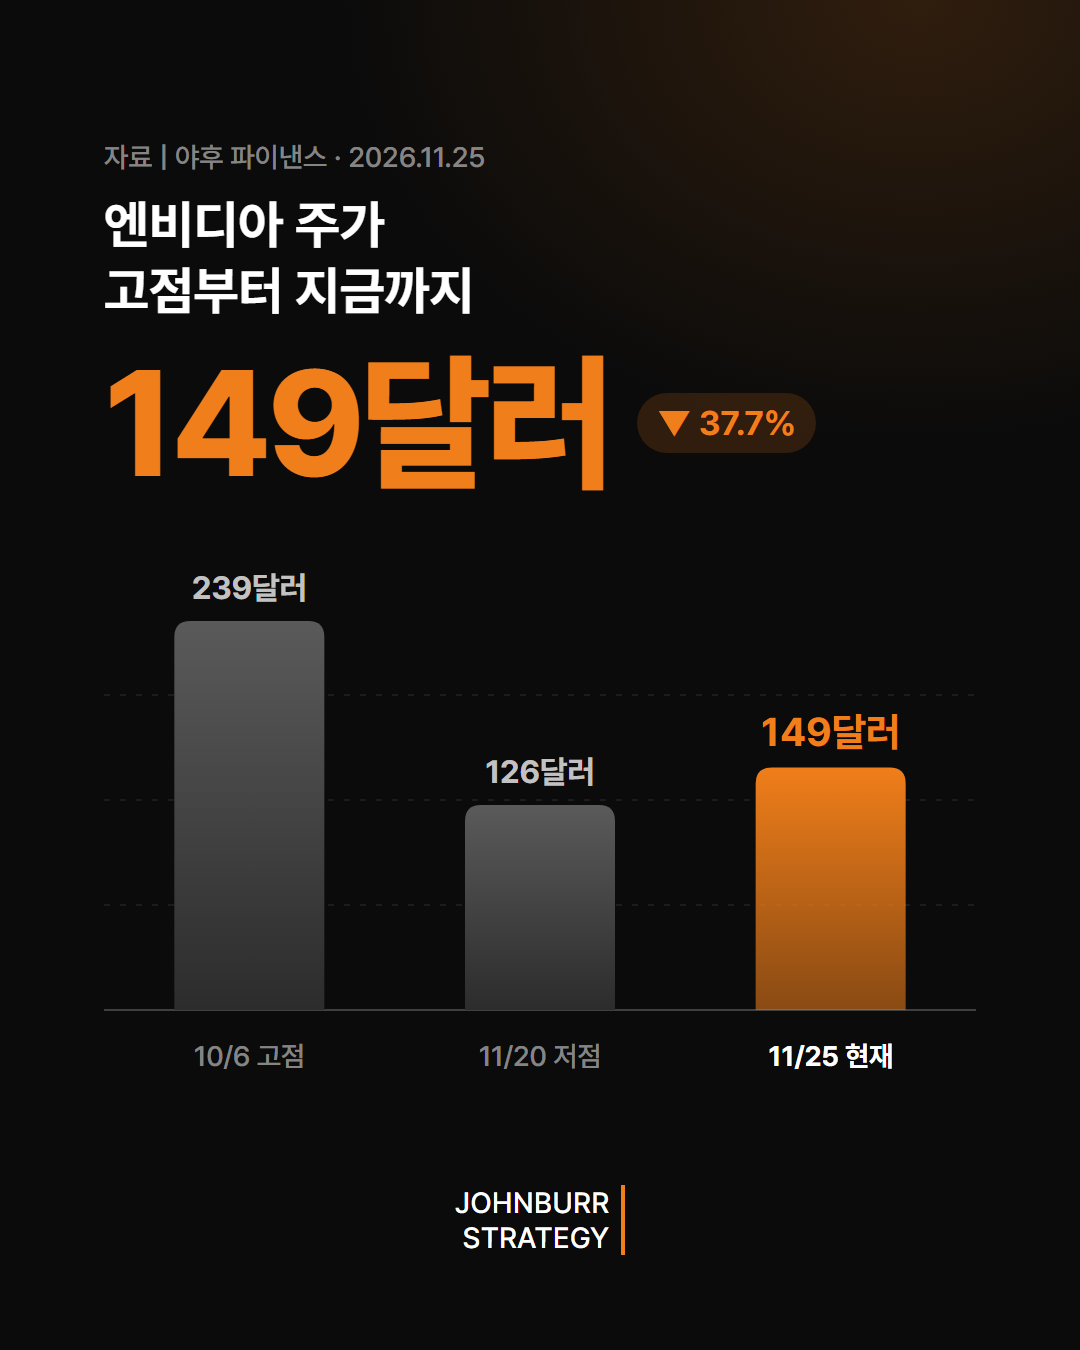 자료 | 야후 파이낸스 · 2026.11.25
엔비디아 주가
고점부터 지금까지
149달러
▼ 37.7%
239달러
126달러
149달러
10/6 고점
11/20 저점
11/25 현재
JOHNBURR
STRATEGY